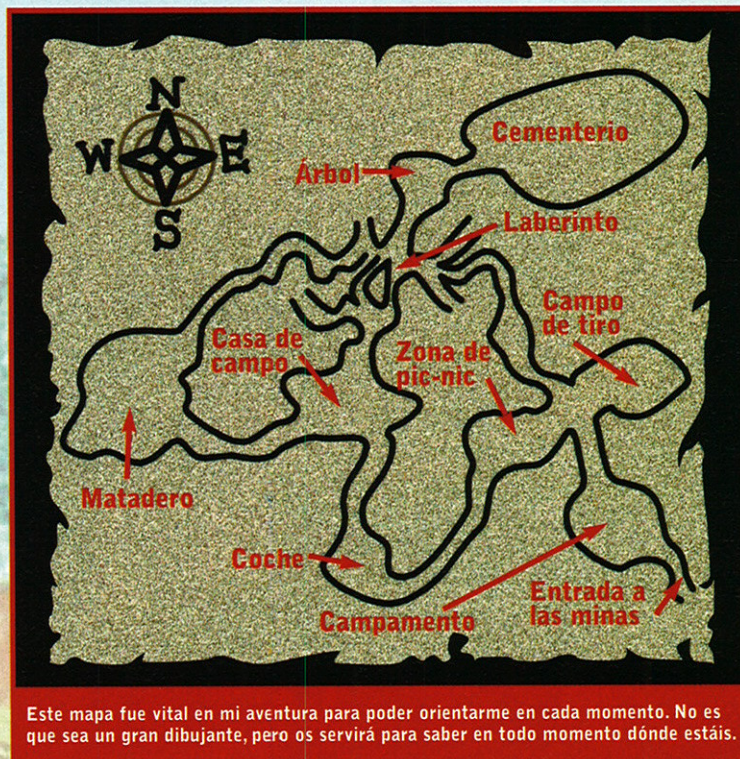 N
W E
S
Cementerio
Árbol
Laberinto
Campo
de tiro
Casa de
campo
Zona de
pic-nic
Matadero
Coche
Entrada a
las minas
Campamento
Este mapa fue vital en mi aventura para poder orientarme en cada momento. No es
que sea un gran dibujante, pero os servirá para saber en todo momento dónde estáis.